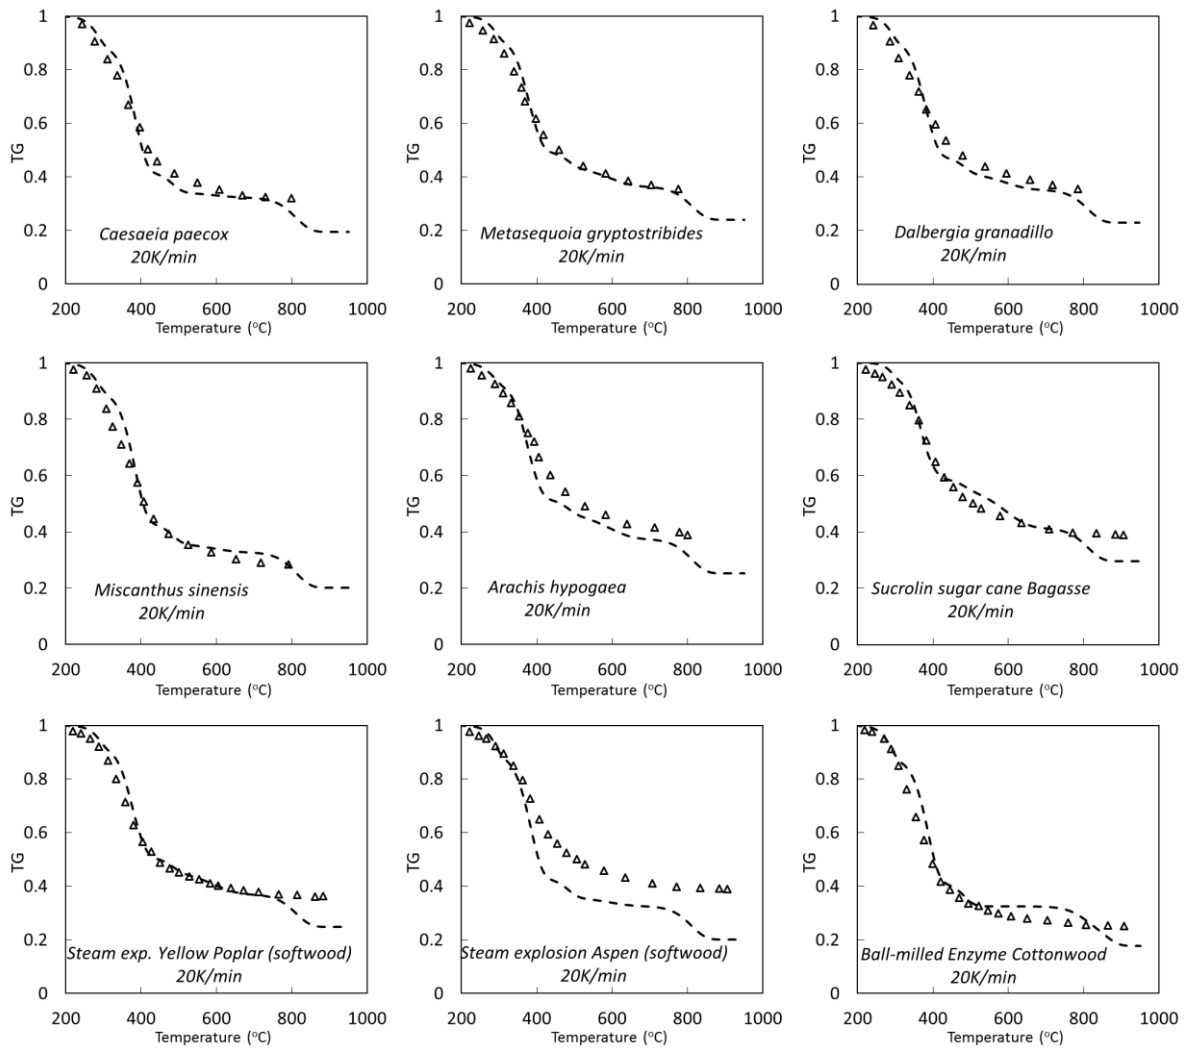 1
0.8
0.6
TG
0.4
0.2
0
Caesaeia paecox
20K/min
200 400 600 800 1000
Temperature (°C)
1
0.8
0.6
TG
0.4
0.2
0
Metasequoia gryptostribides
20K/min
200 400 600 800 1000
Temperature (°C)
1
0.8
0.6
TG
0.4
0.2
0
Dalbergia granadillo
20K/min
200 400 600 800 1000
Temperature (°C)
1
0.8
0.6
TG
0.4
0.2
0
Miscanthus sinensis
20K/min
200 400 600 800 1000
Temperature (°C)
1
0.8
0.6
TG
0.4
0.2
0
Arachis hypogaea
20K/min
200 400 600 800 1000
Temperature (°C)
1
0.8
0.6
TG
0.4
0.2
0
Sucrolin sugar cane Bagasse
20K/min
200 400 600 800 1000
Temperature (°C)
1
0.8
0.6
TG
0.4
0.2
0
Steam exp. Yellow Poplar (softwood)
20K/min
200 400 600 800 1000
Temperature (°C)
1
0.8
0.6
TG
0.4
0.2
0
Steam explosion Aspen (softwood)
20K/min
200 400 600 800 1000
Temperature (°C)
1
0.8
0.6
TG
0.4
0.2
0
Ball-milled Enzyme Cottonwood
20K/min
200 400 600 800 1000
Temperature (°C)